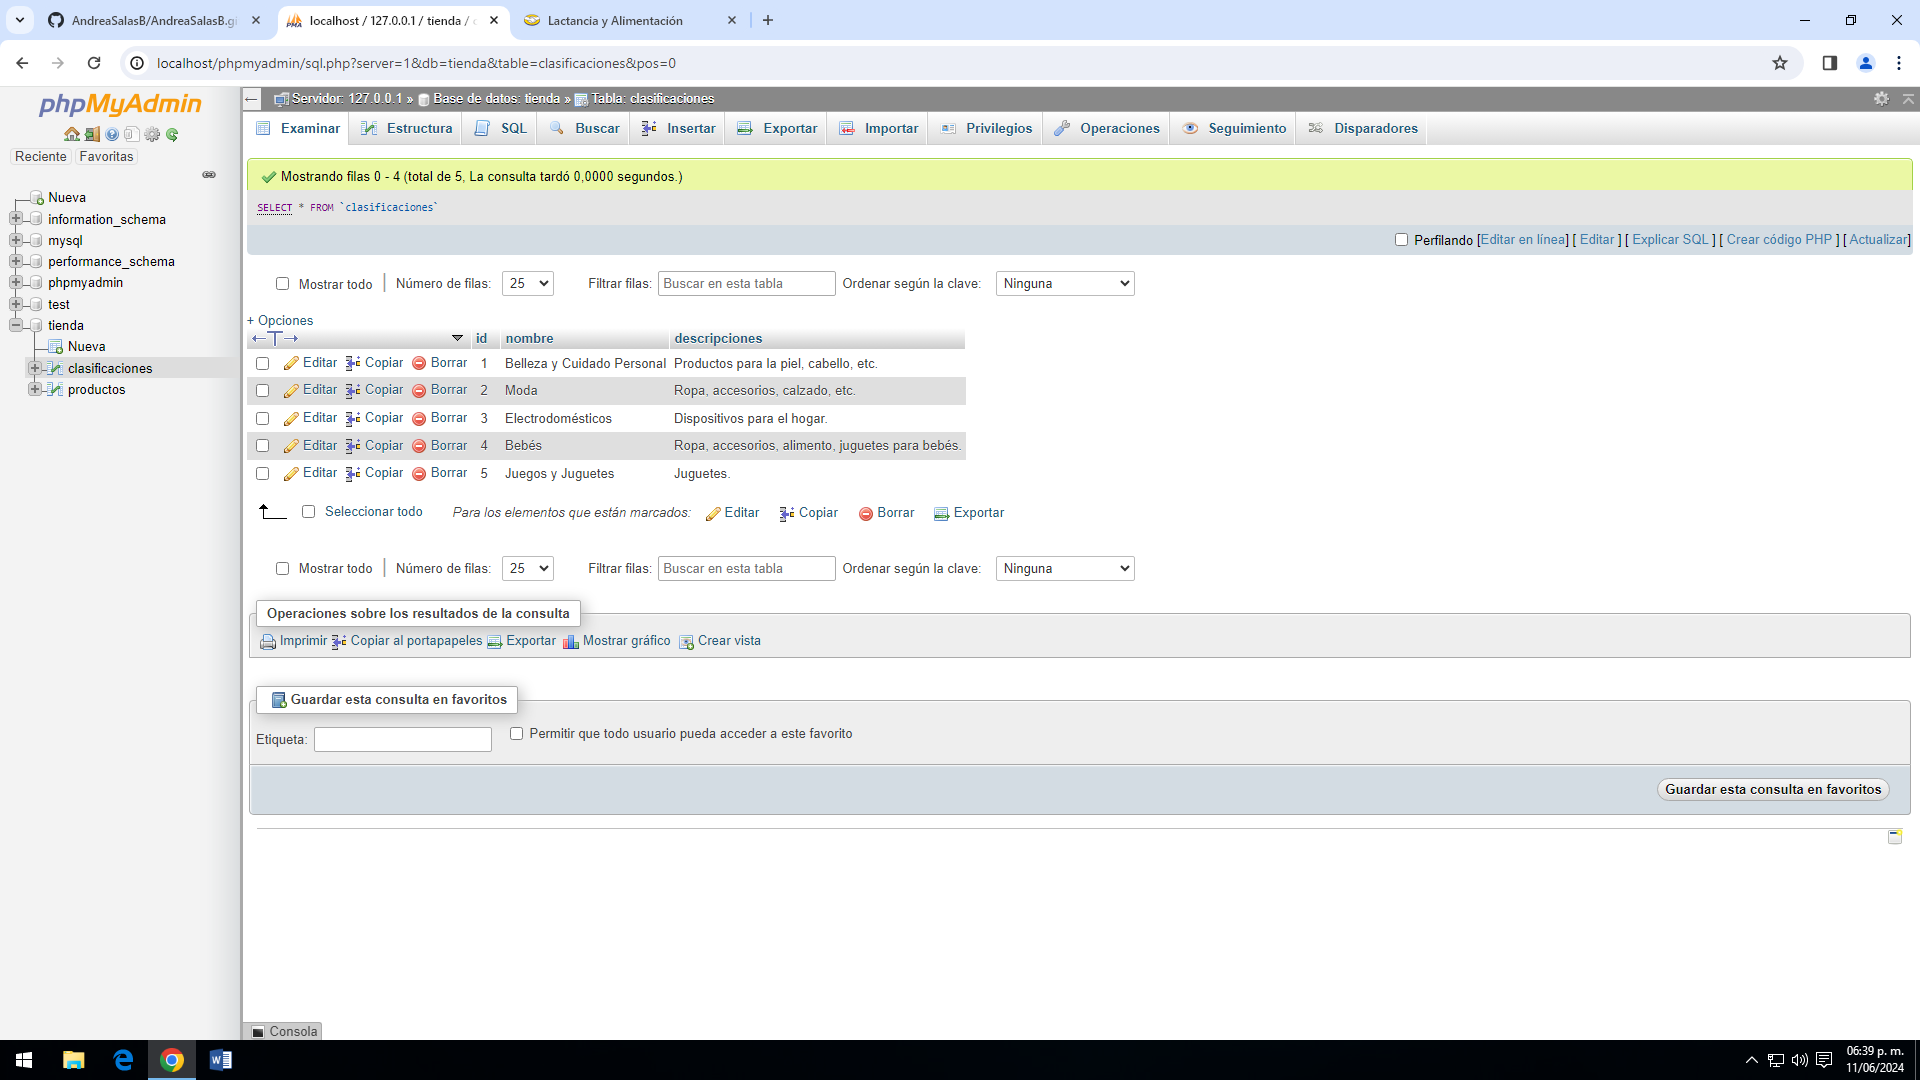 AndreaSalasB/AndreaSalasB.gi
localhost / 127.0.0.1 / tienda / c
Lactancia y Alimentación
localhost/phpmyadmin/sql.php?server=1&db=tienda&table=clasificaciones&pos=0
phpMyAdmin
Reciente Favoritas
Nueva
information_schema
mysql
performance_schema
phpmyadmin
test
tienda
Nueva
clasificaciones
productos
Servidor: 127.0.0.1 » Base de datos: tienda » Tabla: clasificaciones
Examinar Estructura SQL Buscar Insertar Exportar Importar Privilegios Operaciones Seguimiento Disparadores
Mostrando filas 0 - 4 (total de 5, La consulta tardó 0,0000 segundos.)
SELECT * FROM `clasificaciones`
Perfilando [Editar en línea] [ Editar ] [ Explicar SQL ] [ Crear código PHP ] [ Actualizar]
Mostrar todo Número de filas: 25 Filtrar filas: Buscar en esta tabla Ordenar según la clave: Ninguna
+ Opciones
id nombre descripciones
Editar Copiar Borrar 1 Belleza y Cuidado Personal Productos para la piel, cabello, etc.
Editar Copiar Borrar 2 Moda Ropa, accesorios, calzado, etc.
Editar Copiar Borrar 3 Electrodomésticos Dispositivos para el hogar.
Editar Copiar Borrar 4 Bebés Ropa, accesorios, alimento, juguetes para bebés.
Editar Copiar Borrar 5 Juegos y Juguetes Juguetes.
Seleccionar todo Para los elementos que están marcados: Editar Copiar Borrar Exportar
Mostrar todo Número de filas: 25 Filtrar filas: Buscar en esta tabla Ordenar según la clave: Ninguna
Operaciones sobre los resultados de la consulta
Imprimir Copiar al portapapeles Exportar Mostrar gráfico Crear vista
Guardar esta consulta en favoritos
Etiqueta: Permitir que todo usuario pueda acceder a este favorito
Guardar esta consulta en favoritos
Consola
06:39 p. m.
11/06/2024